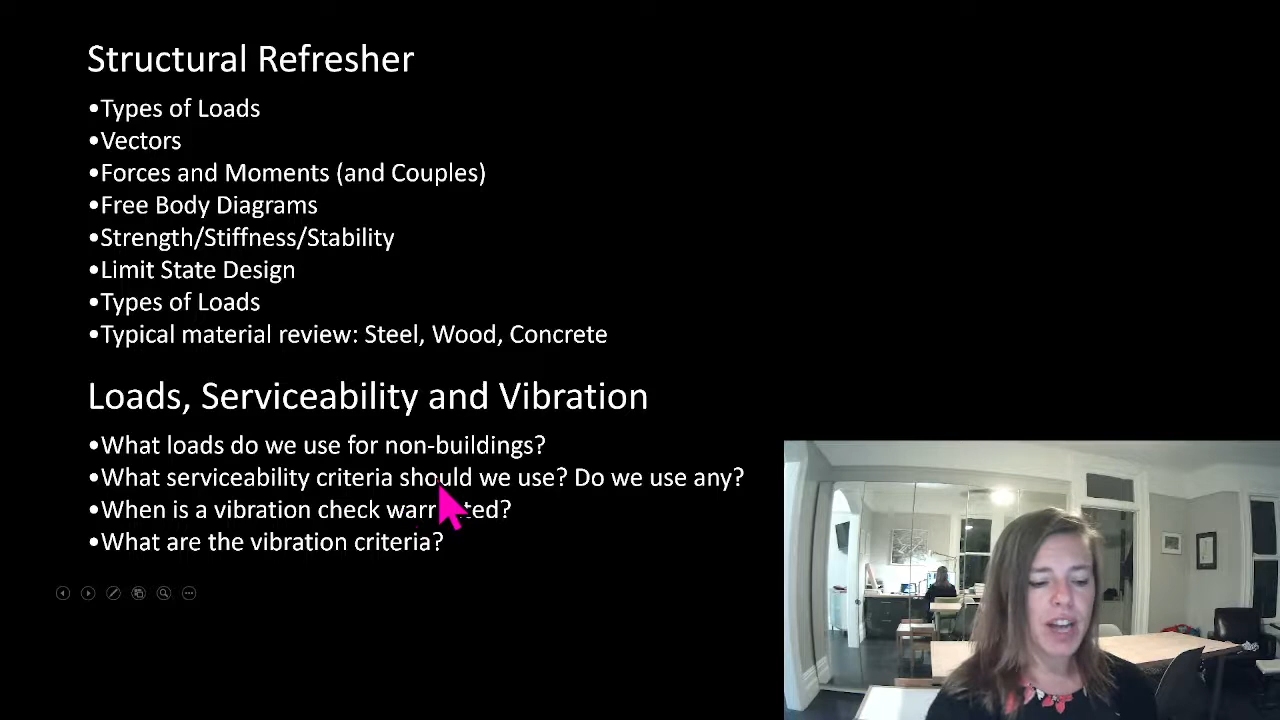 Structural Refresher
•Types of Loads
•Vectors
•Forces and Moments (and Couples)
•Free Body Diagrams
•Strength/Stiffness/Stability
•Limit State Design
•Types of Loads
•Typical material review: Steel, Wood, Concrete
Loads, Serviceability and Vibration
•What loads do we use for non-buildings?
•What serviceability criteria should we use? Do we use any?
•When is a vibration check warranted?
•What are the vibration criteria?